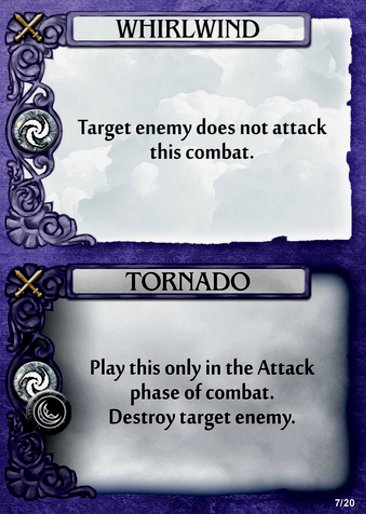 WHIRLWIND
Target enemy does not attack
this combat.
TORNADO
Play this only in the Attack
phase of combat.
Destroy target enemy.
7/20